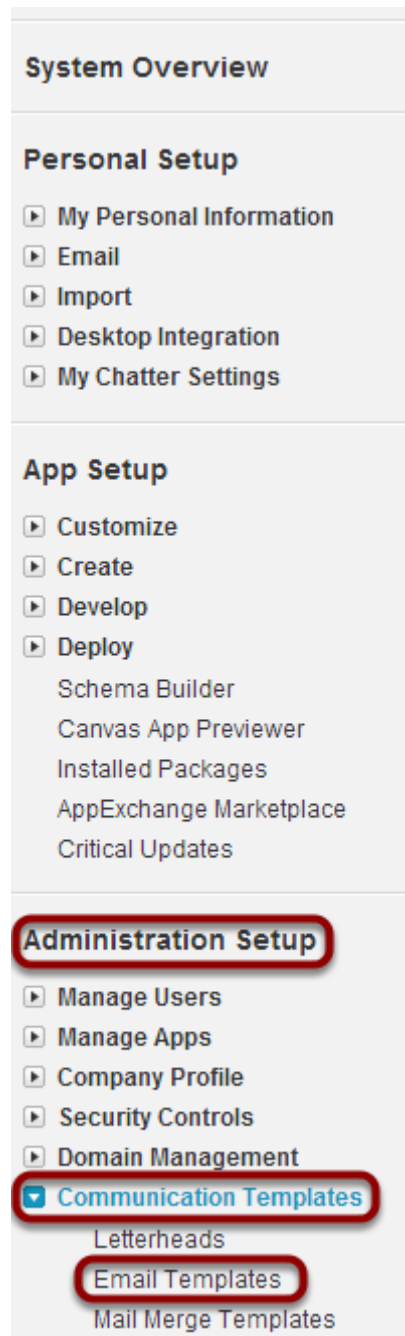 System Overview
Personal Setup
My Personal Information
Email
Import
Desktop Integration
My Chatter Settings
App Setup
Customize
Create
Develop
Deploy
Schema Builder
Canvas App Previewer
Installed Packages
AppExchange Marketplace
Critical Updates
Administration Setup
Manage Users
Manage Apps
Company Profile
Security Controls
Domain Management
Communication Templates
Letterheads
Email Templates
Mail Merge Templates